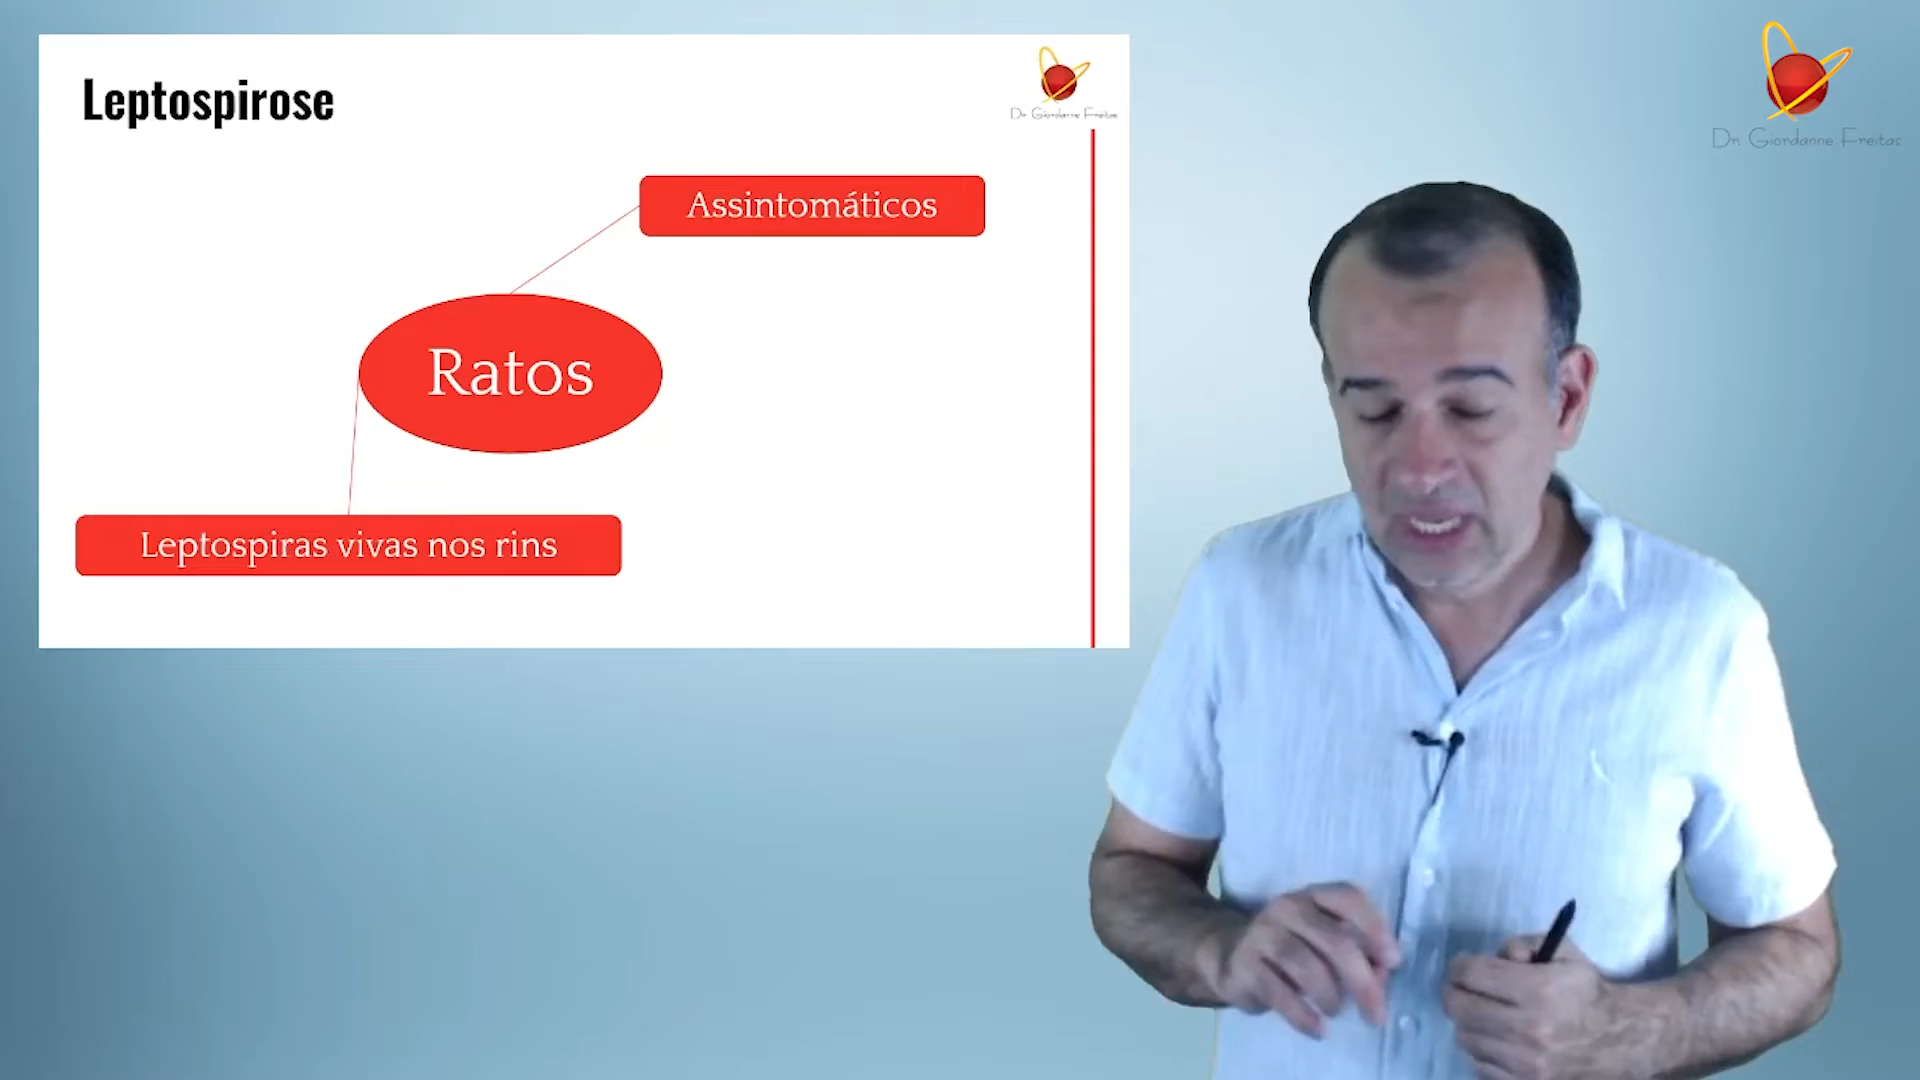 Leptospirose
Dr. Giordanne Freitas
Assintomáticos
Ratos
Leptospiras vivas nos rins
Dr. Giordanne Freitas